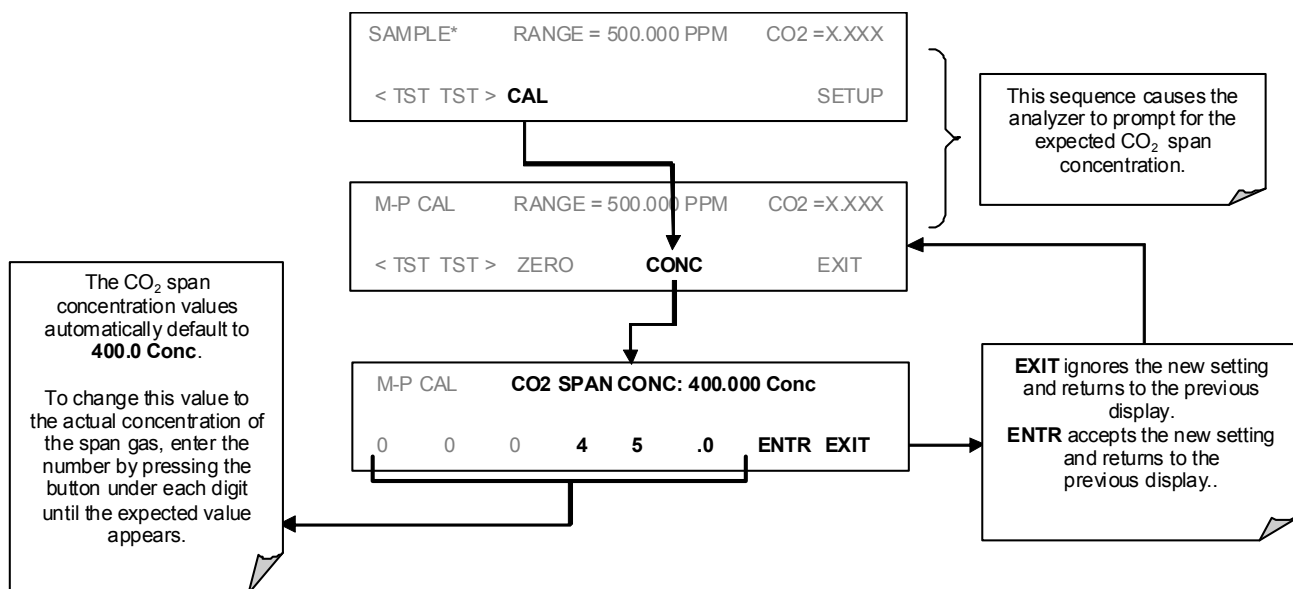 SAMPLE* RANGE = 500.000 PPM CO2 =X.XXX
< TST TST > CAL SETUP
This sequence causes the
analyzer to prompt for the
expected CO₂ span
concentration.
M-P CAL RANGE = 500.000 PPM CO2 =X.XXX
< TST TST > ZERO CONC EXIT
The CO₂ span
concentration values
automatically default to
400.0 Conc.
To change this value to
the actual concentration of
the span gas, enter the
number by pressing the
button under each digit
until the expected value
appears.
M-P CAL CO2 SPAN CONC: 400.000 Conc
0 0 0 4 5 .0 ENTR EXIT
EXIT ignores the new setting
and returns to the previous
display.
ENTR accepts the new setting
and returns to the
previous display..